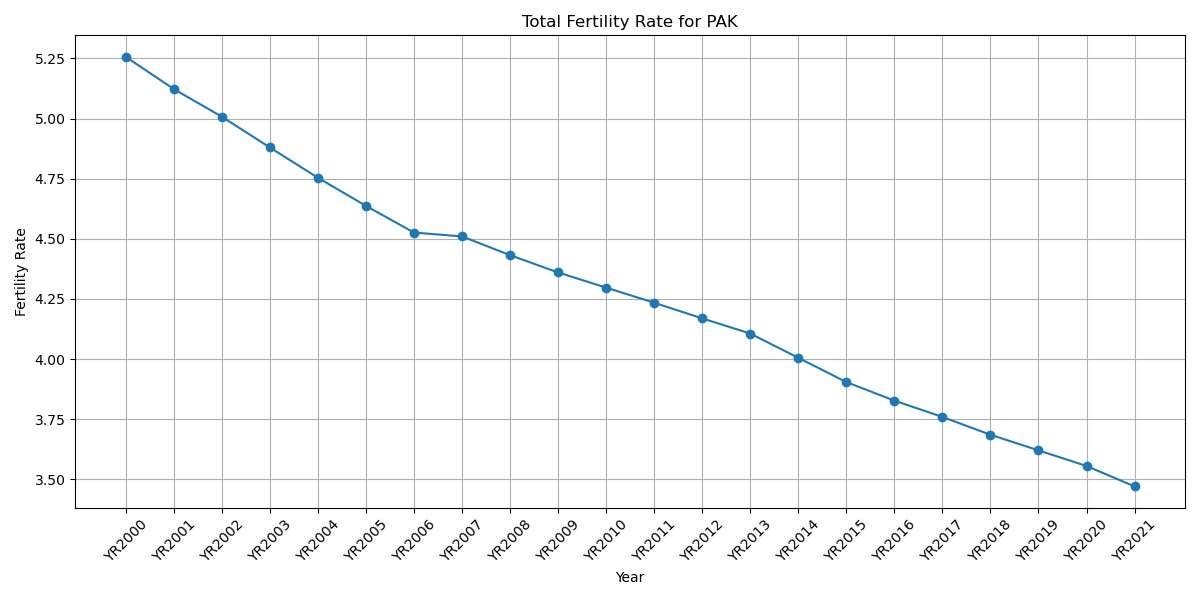 Total Fertility Rate for PAK
Fertility Rate
5.25
5.00
4.75
4.50
4.25
4.00
3.75
3.50
YR2000
YR2001
YR2002
YR2003
YR2004
YR2005
YR2006
YR2007
YR2008
YR2009
YR2010
YR2011
YR2012
YR2013
YR2014
YR2015
YR2016
YR2017
YR2018
YR2019
YR2020
YR2021
Year